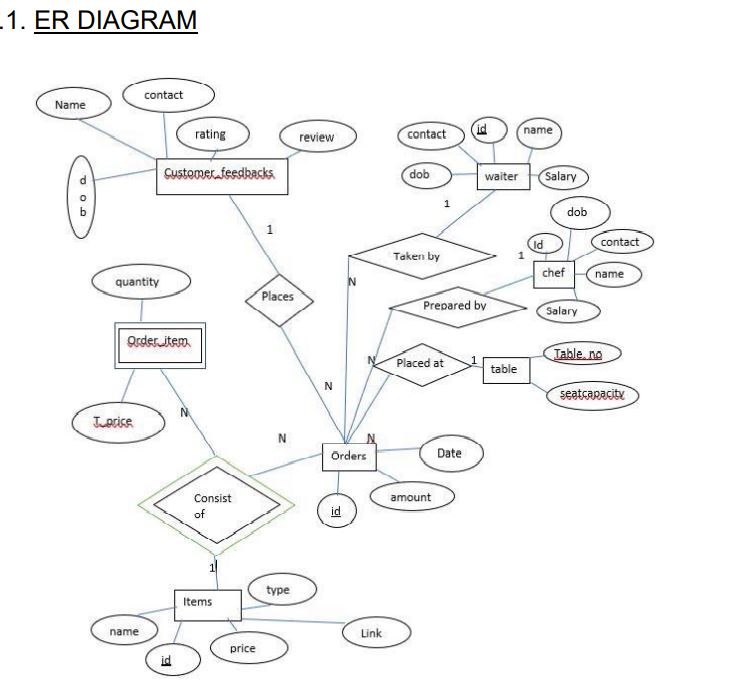 .1. ER DIAGRAM
contact
Name
rating
review
contact
id
name
d
o
b
Customer_feedbacks
dob
waiter
Salary
1
1
dob
Taken by
1
Id
contact
quantity
N
chef
name
Places
Prepared by
Salary
Order_item
N
Placed at
1
table
Table_no
N
seatcapacity
T_price
N
N
N
Orders
Date
Consist
of
id
amount
1
Items
type
name
Link
id
price